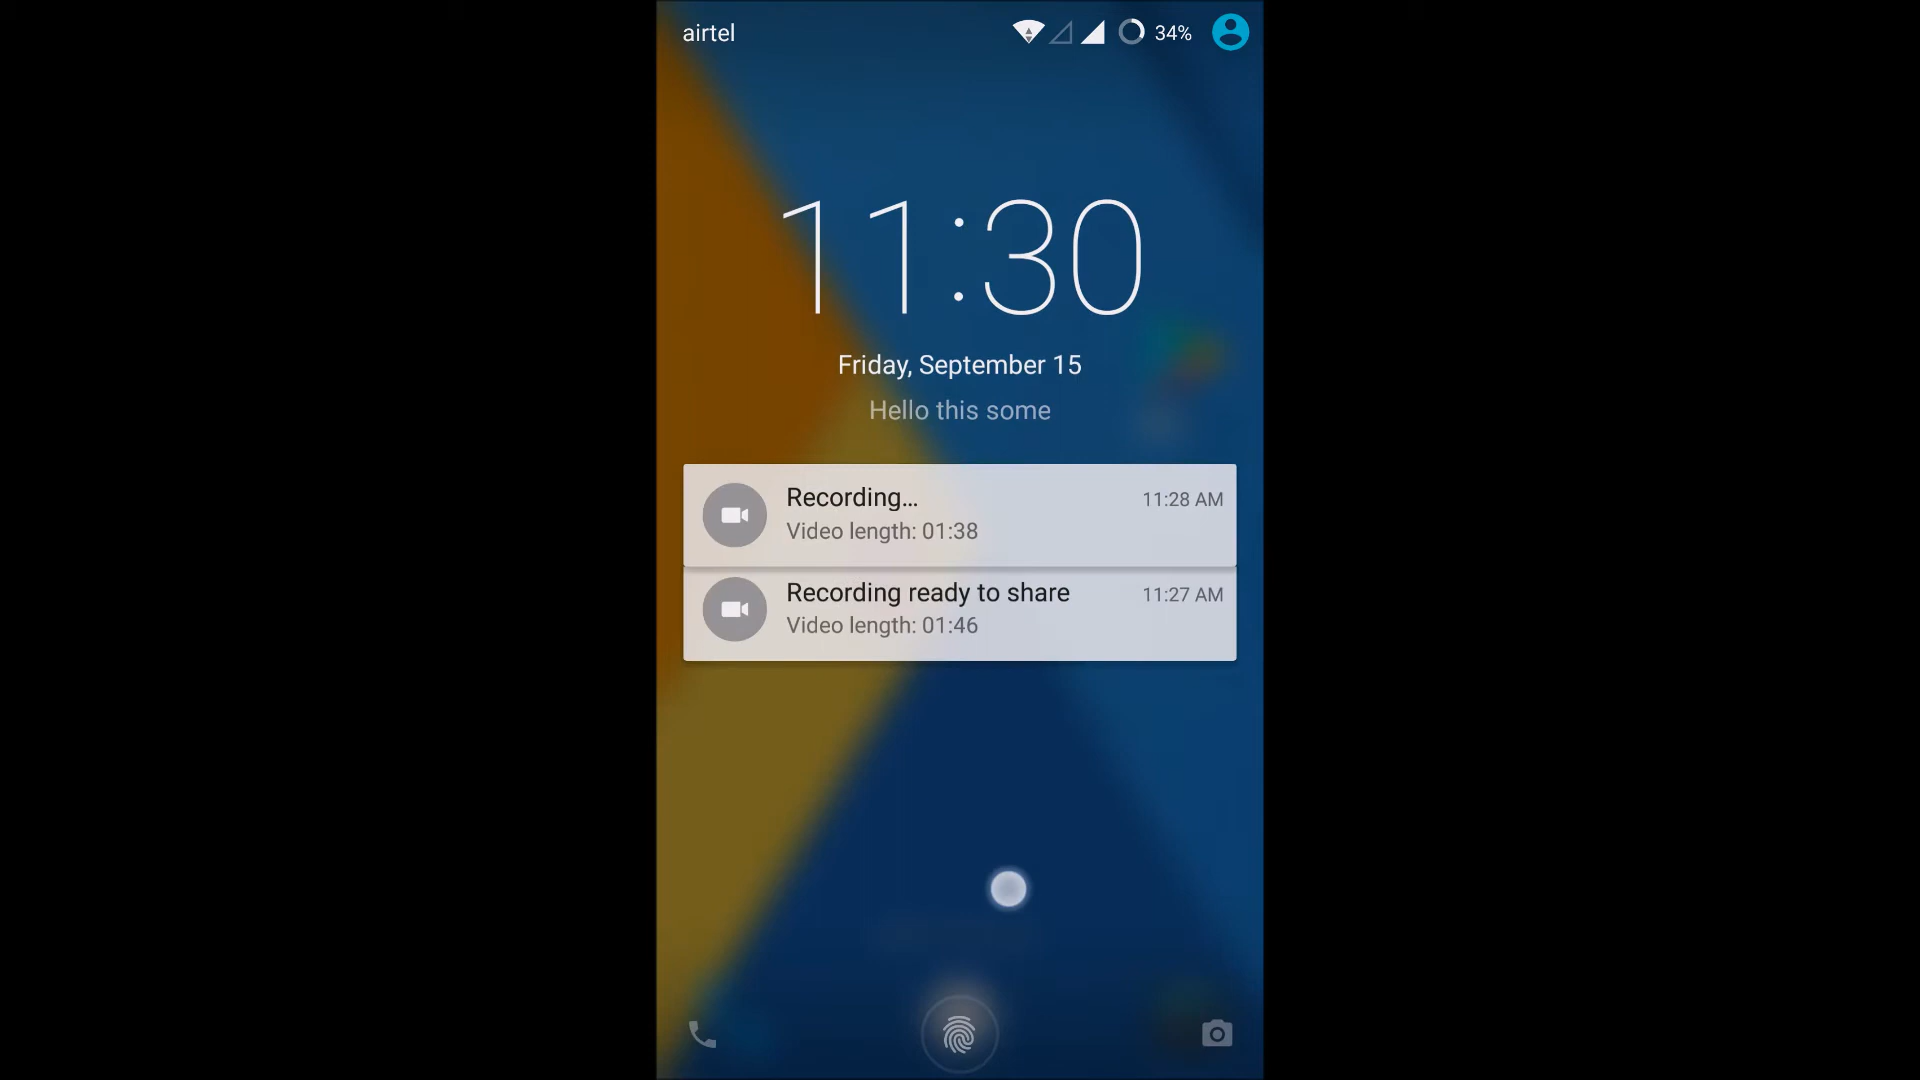 airtel
34%
11:30
Friday, September 15
Hello this some
Recording...
11:28 AM
Video length: 01:38
Recording ready to share
11:27 AM
Video length: 01:46